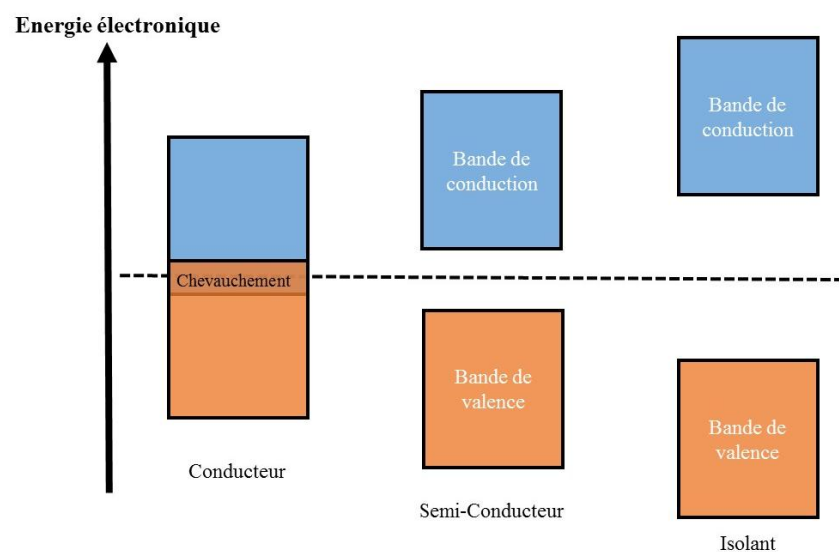 Energie électronique
Bande de
conduction
Bande de
conduction
Chevauchement
Bande de
valence
Bande de
valence
Conducteur
Semi-Conducteur
Isolant